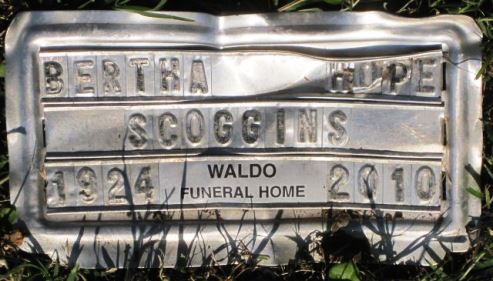 BERTHA HOPE
SCOGGINS
1924 WALDO FUNERAL HOME 2010